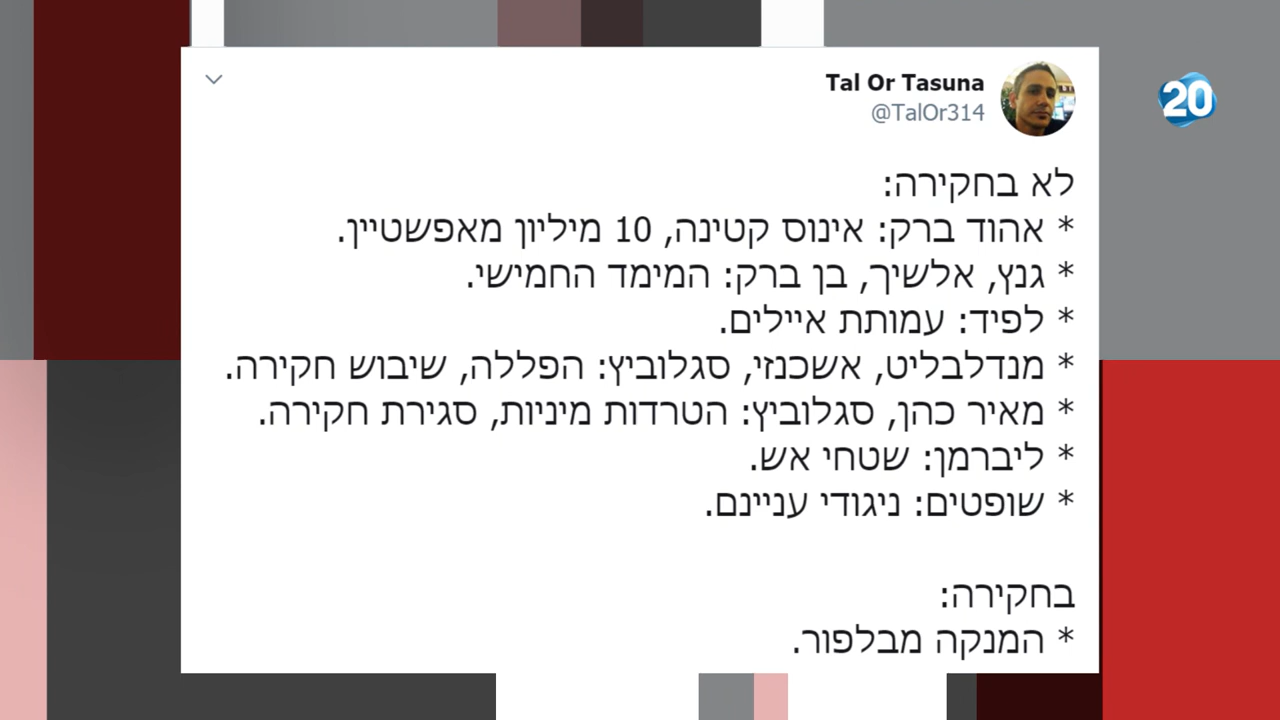 Tal Or Tasuna
@TalOr314
20
לא בחקירה:
* אהוד ברק: אינוס קטינה, 10 מיליון מאפשטיין.
* גנץ, אלשיך, בן ברק: המימד החמישי.
* לפיד: עמותת איילים.
* מנדלבליט, אשכנזי, סגלוביץ: הפללה, שיבוש חקירה.
* מאיר כהן, סגלוביץ: הטרדות מיניות, סגירת חקירה.
* ליברמן: שטחי אש.
* שופטים: ניגודי עניינם.
בחקירה:
* המנקה מבלפור.